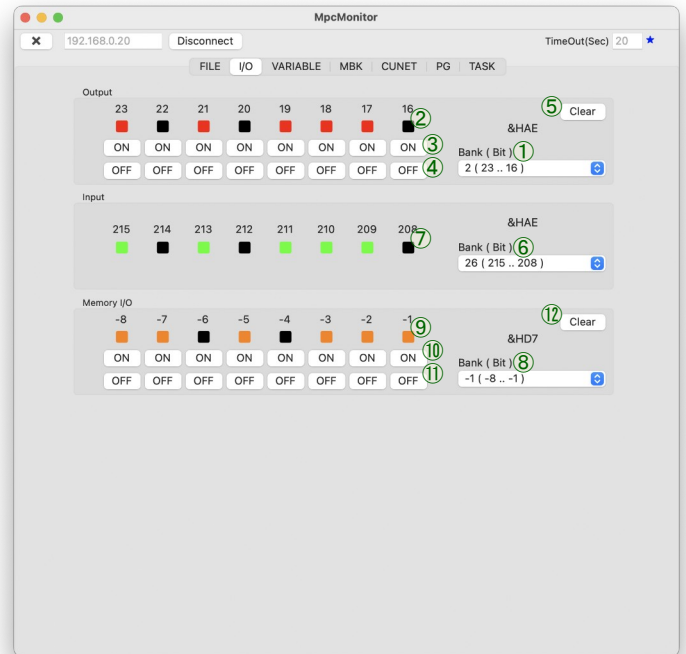 MpcMonitor
192.168.0.20 Disconnect TimeOut(Sec) 20
FILE I/O VARIABLE MBK CUNET PG TASK
Output
23 22 21 20 19 18 17 16 ② ⑤ Clear
&HAE
ON ON ON ON ON ON ON ON ③ Bank ( Bit ) ①
OFF OFF OFF OFF OFF OFF OFF OFF ④ 2 ( 23 .. 16 )
Input
215 214 213 212 211 210 209 208 ⑦ &HAE
Bank ( Bit ) ⑥
26 ( 215 .. 208 )
Memory I/O
-8 -7 -6 -5 -4 -3 -2 -1 ⑨ ⑫ Clear
&HD7
ON ON ON ON ON ON ON ON ⑩ Bank ( Bit ) ⑧
OFF OFF OFF OFF OFF OFF OFF OFF ⑪ -1 ( -8 .. -1 )